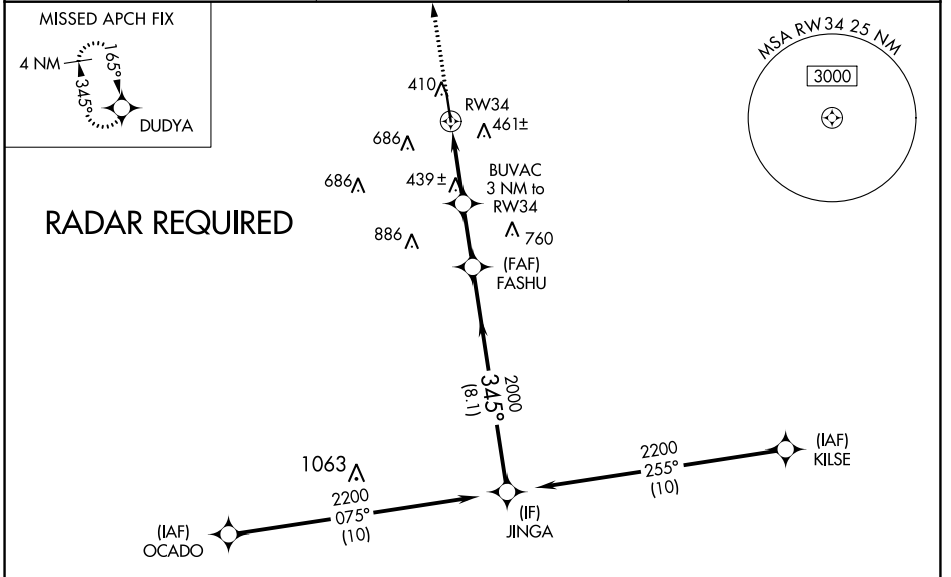 MISSED APCH FIX
4 NM
165°
345°
DUDYA
MSA RW34 25 NM
3000
410
RW34
461±
686
BUVAC
3 NM to
RW34
686
439±
RADAR REQUIRED
886
760
(FAF)
FASHU
2000
345°
(8.1)
1063
2200
075°
(10)
2200
255°
(10)
(IAF)
KILSE
(IAF)
OCADO
(IF)
JINGA